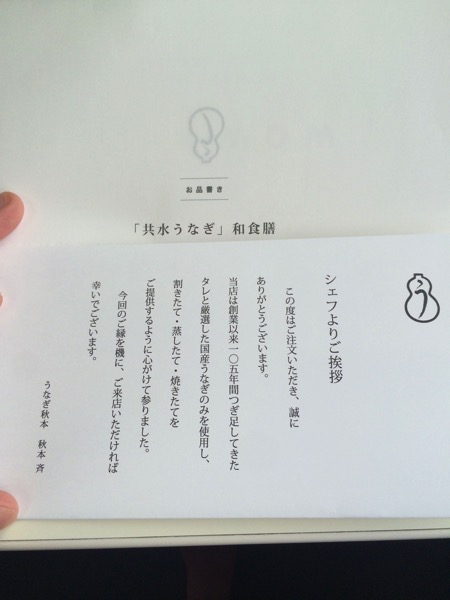 お品書き
「共水うなぎ」和食膳
う
シェフよりご挨拶
この度はご注文いただき、誠に
ありがとうございます。
当店は創業以来一〇五年間つぎ足してきた
タレと厳選した国産うなぎのみを使用し、
割きたて・蒸したて・焼きたてを
ご提供するように心がけて参りました。
今回のご縁を機に、ご来店いただければ
幸いでございます。
うなぎ秋本 秋本 斉